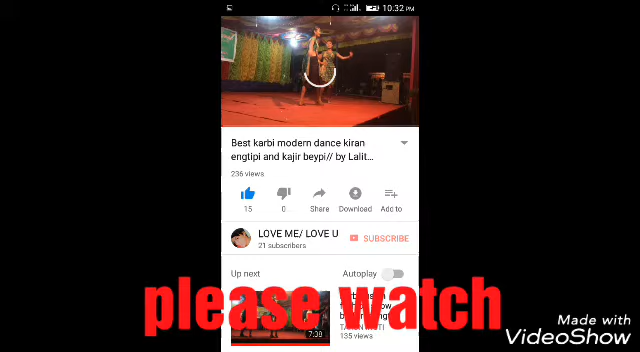 10:32 PM
Best karbi modern dance kiran
engtipi and kajir beypi// by Lalit...
236 views
15
0
Share
Download
Add to
LOVE ME/ LOVE U
21 subscribers
SUBSCRIBE
Up next
Autoplay
please watch
7:38
135 views
Made with
VideoShow